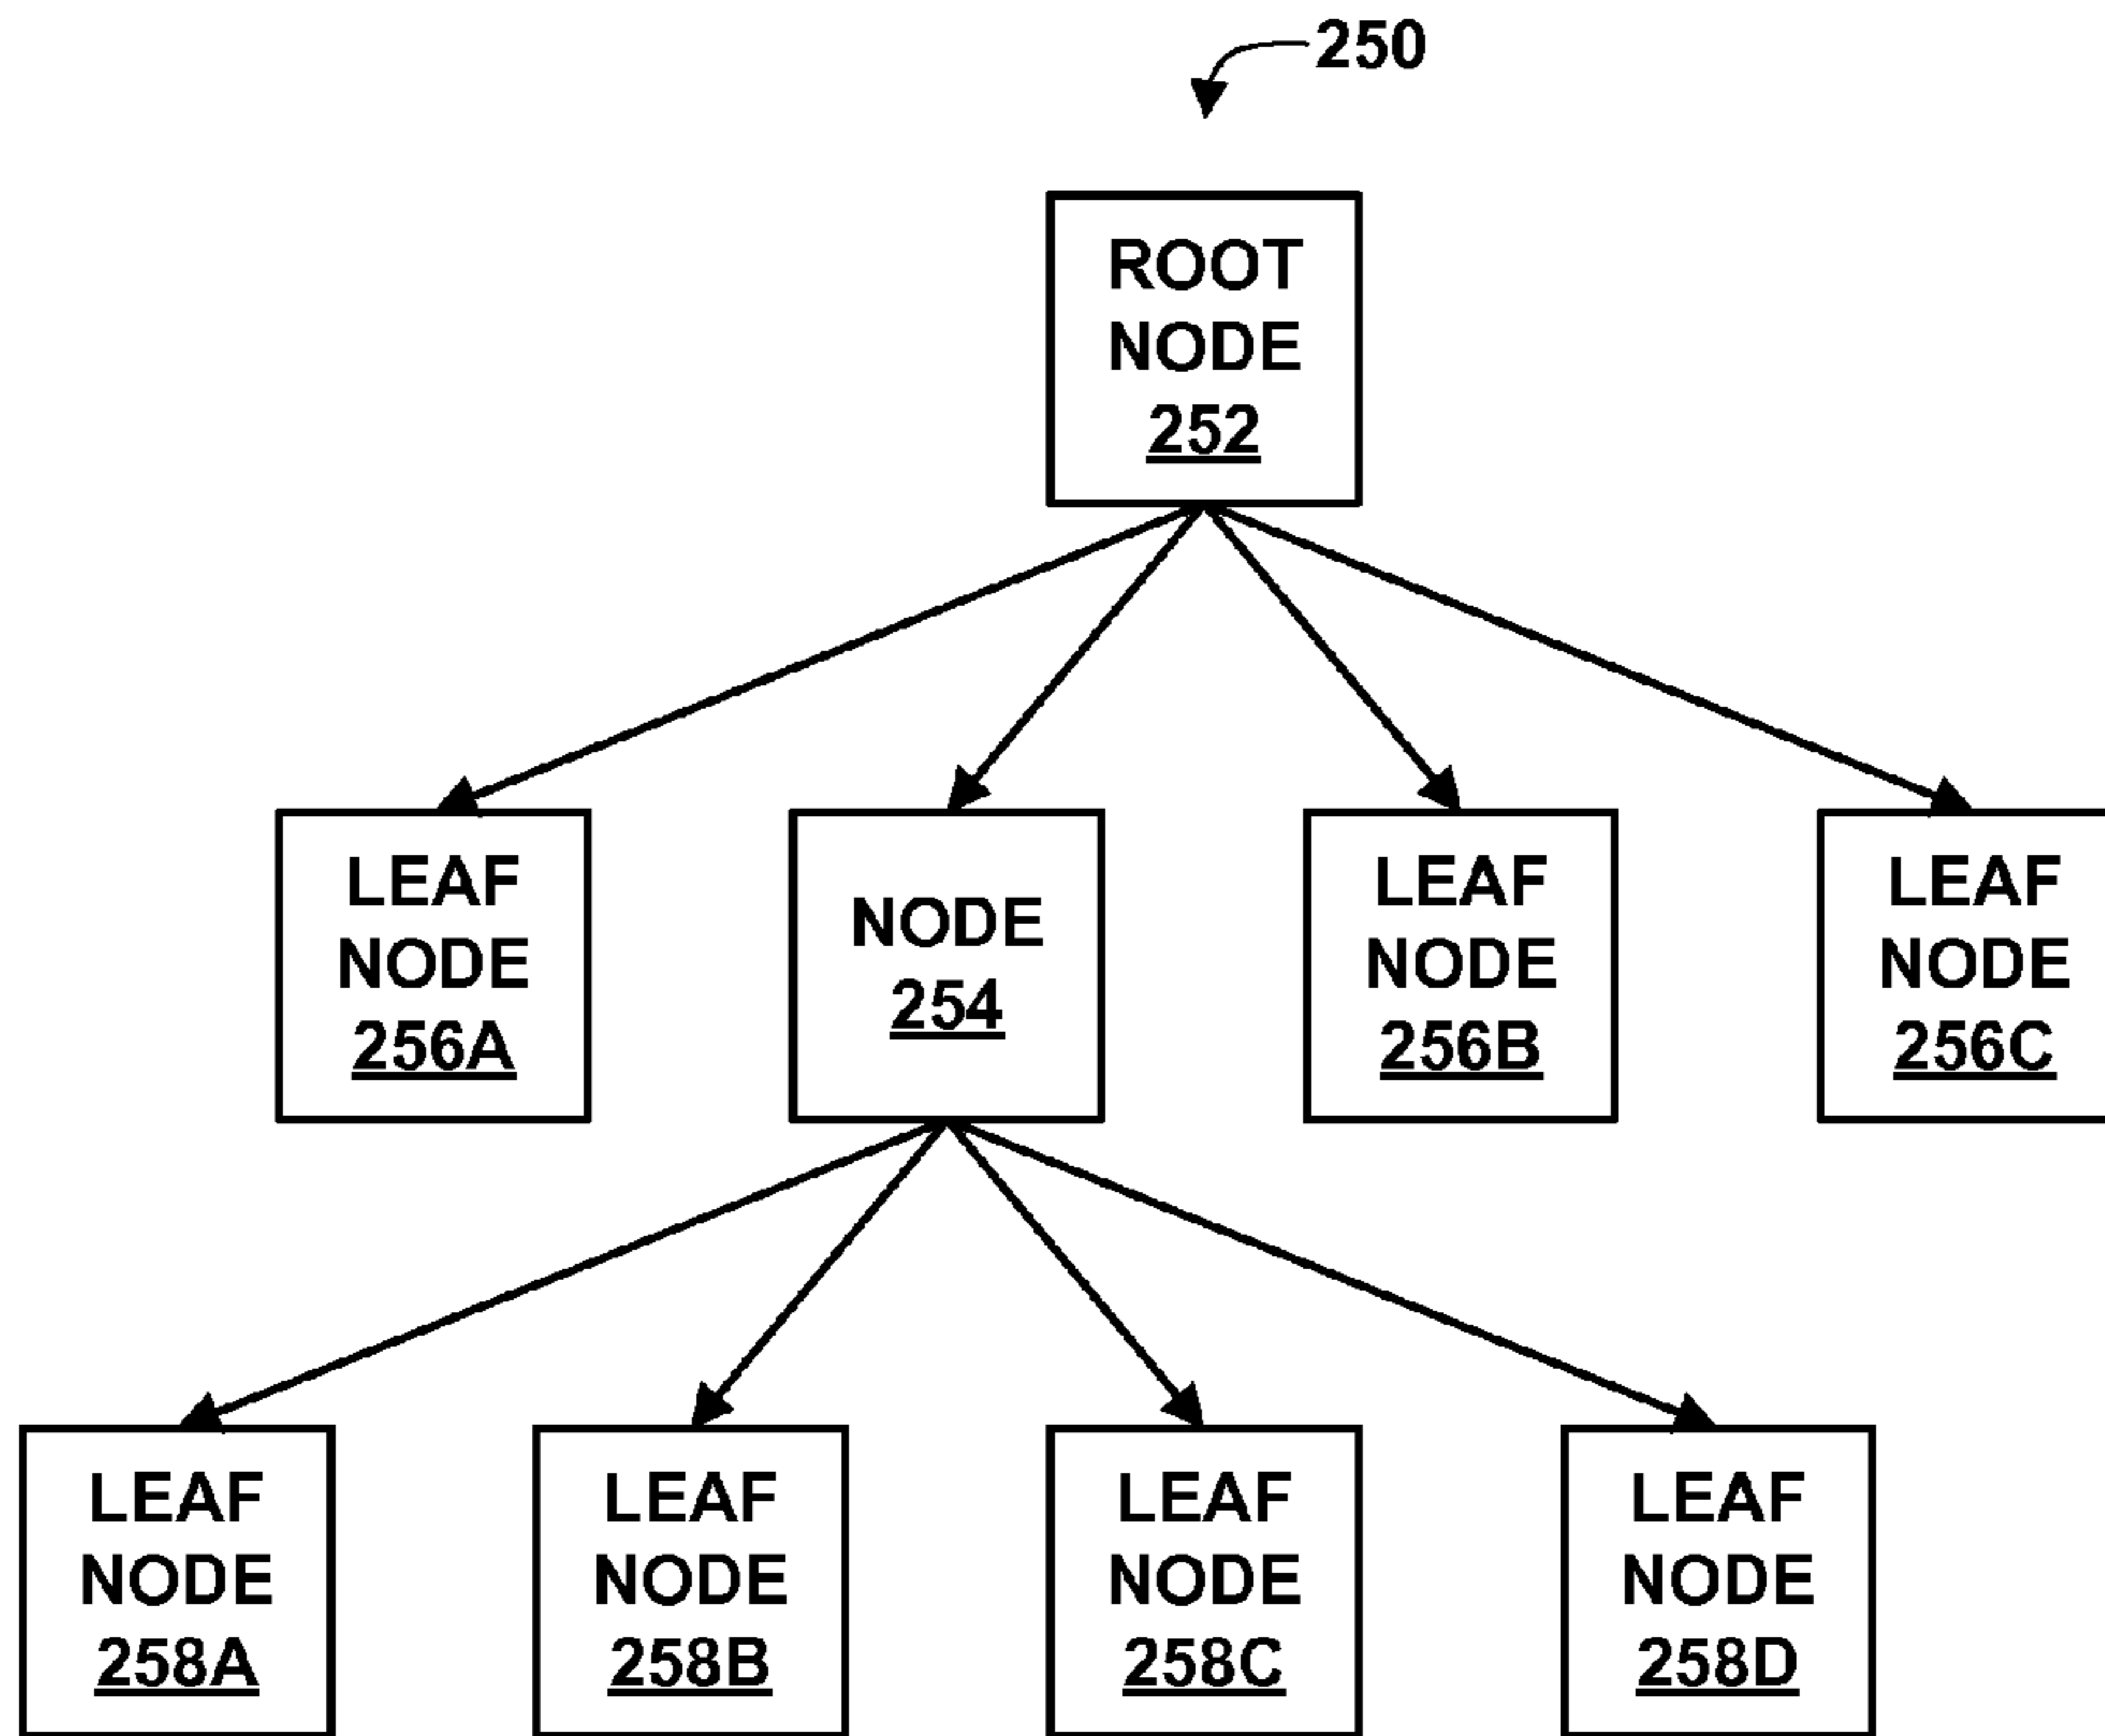 250
ROOT
NODE
252
LEAF
NODE
256A
NODE
254
LEAF
NODE
256B
LEAF
NODE
256C
LEAF
NODE
258A
LEAF
NODE
258B
LEAF
NODE
258C
LEAF
NODE
258D